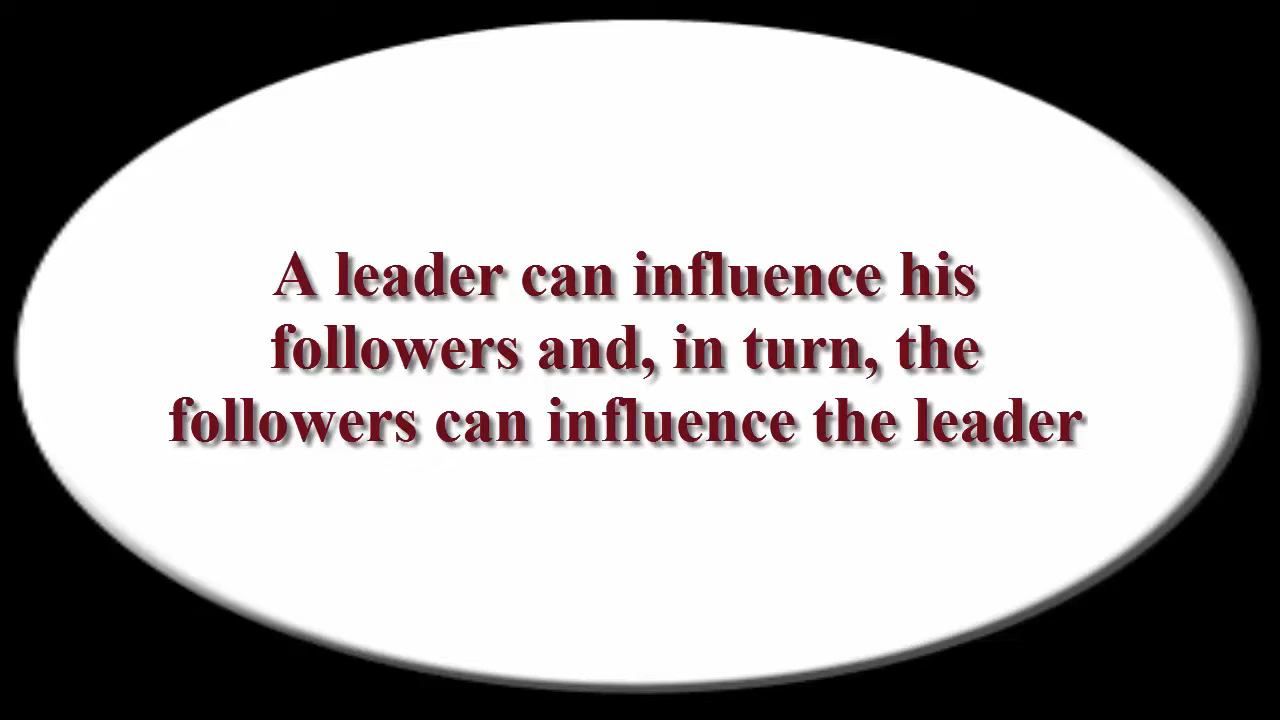 A leader can influence his
followers and, in turn, the
followers can influence the leader